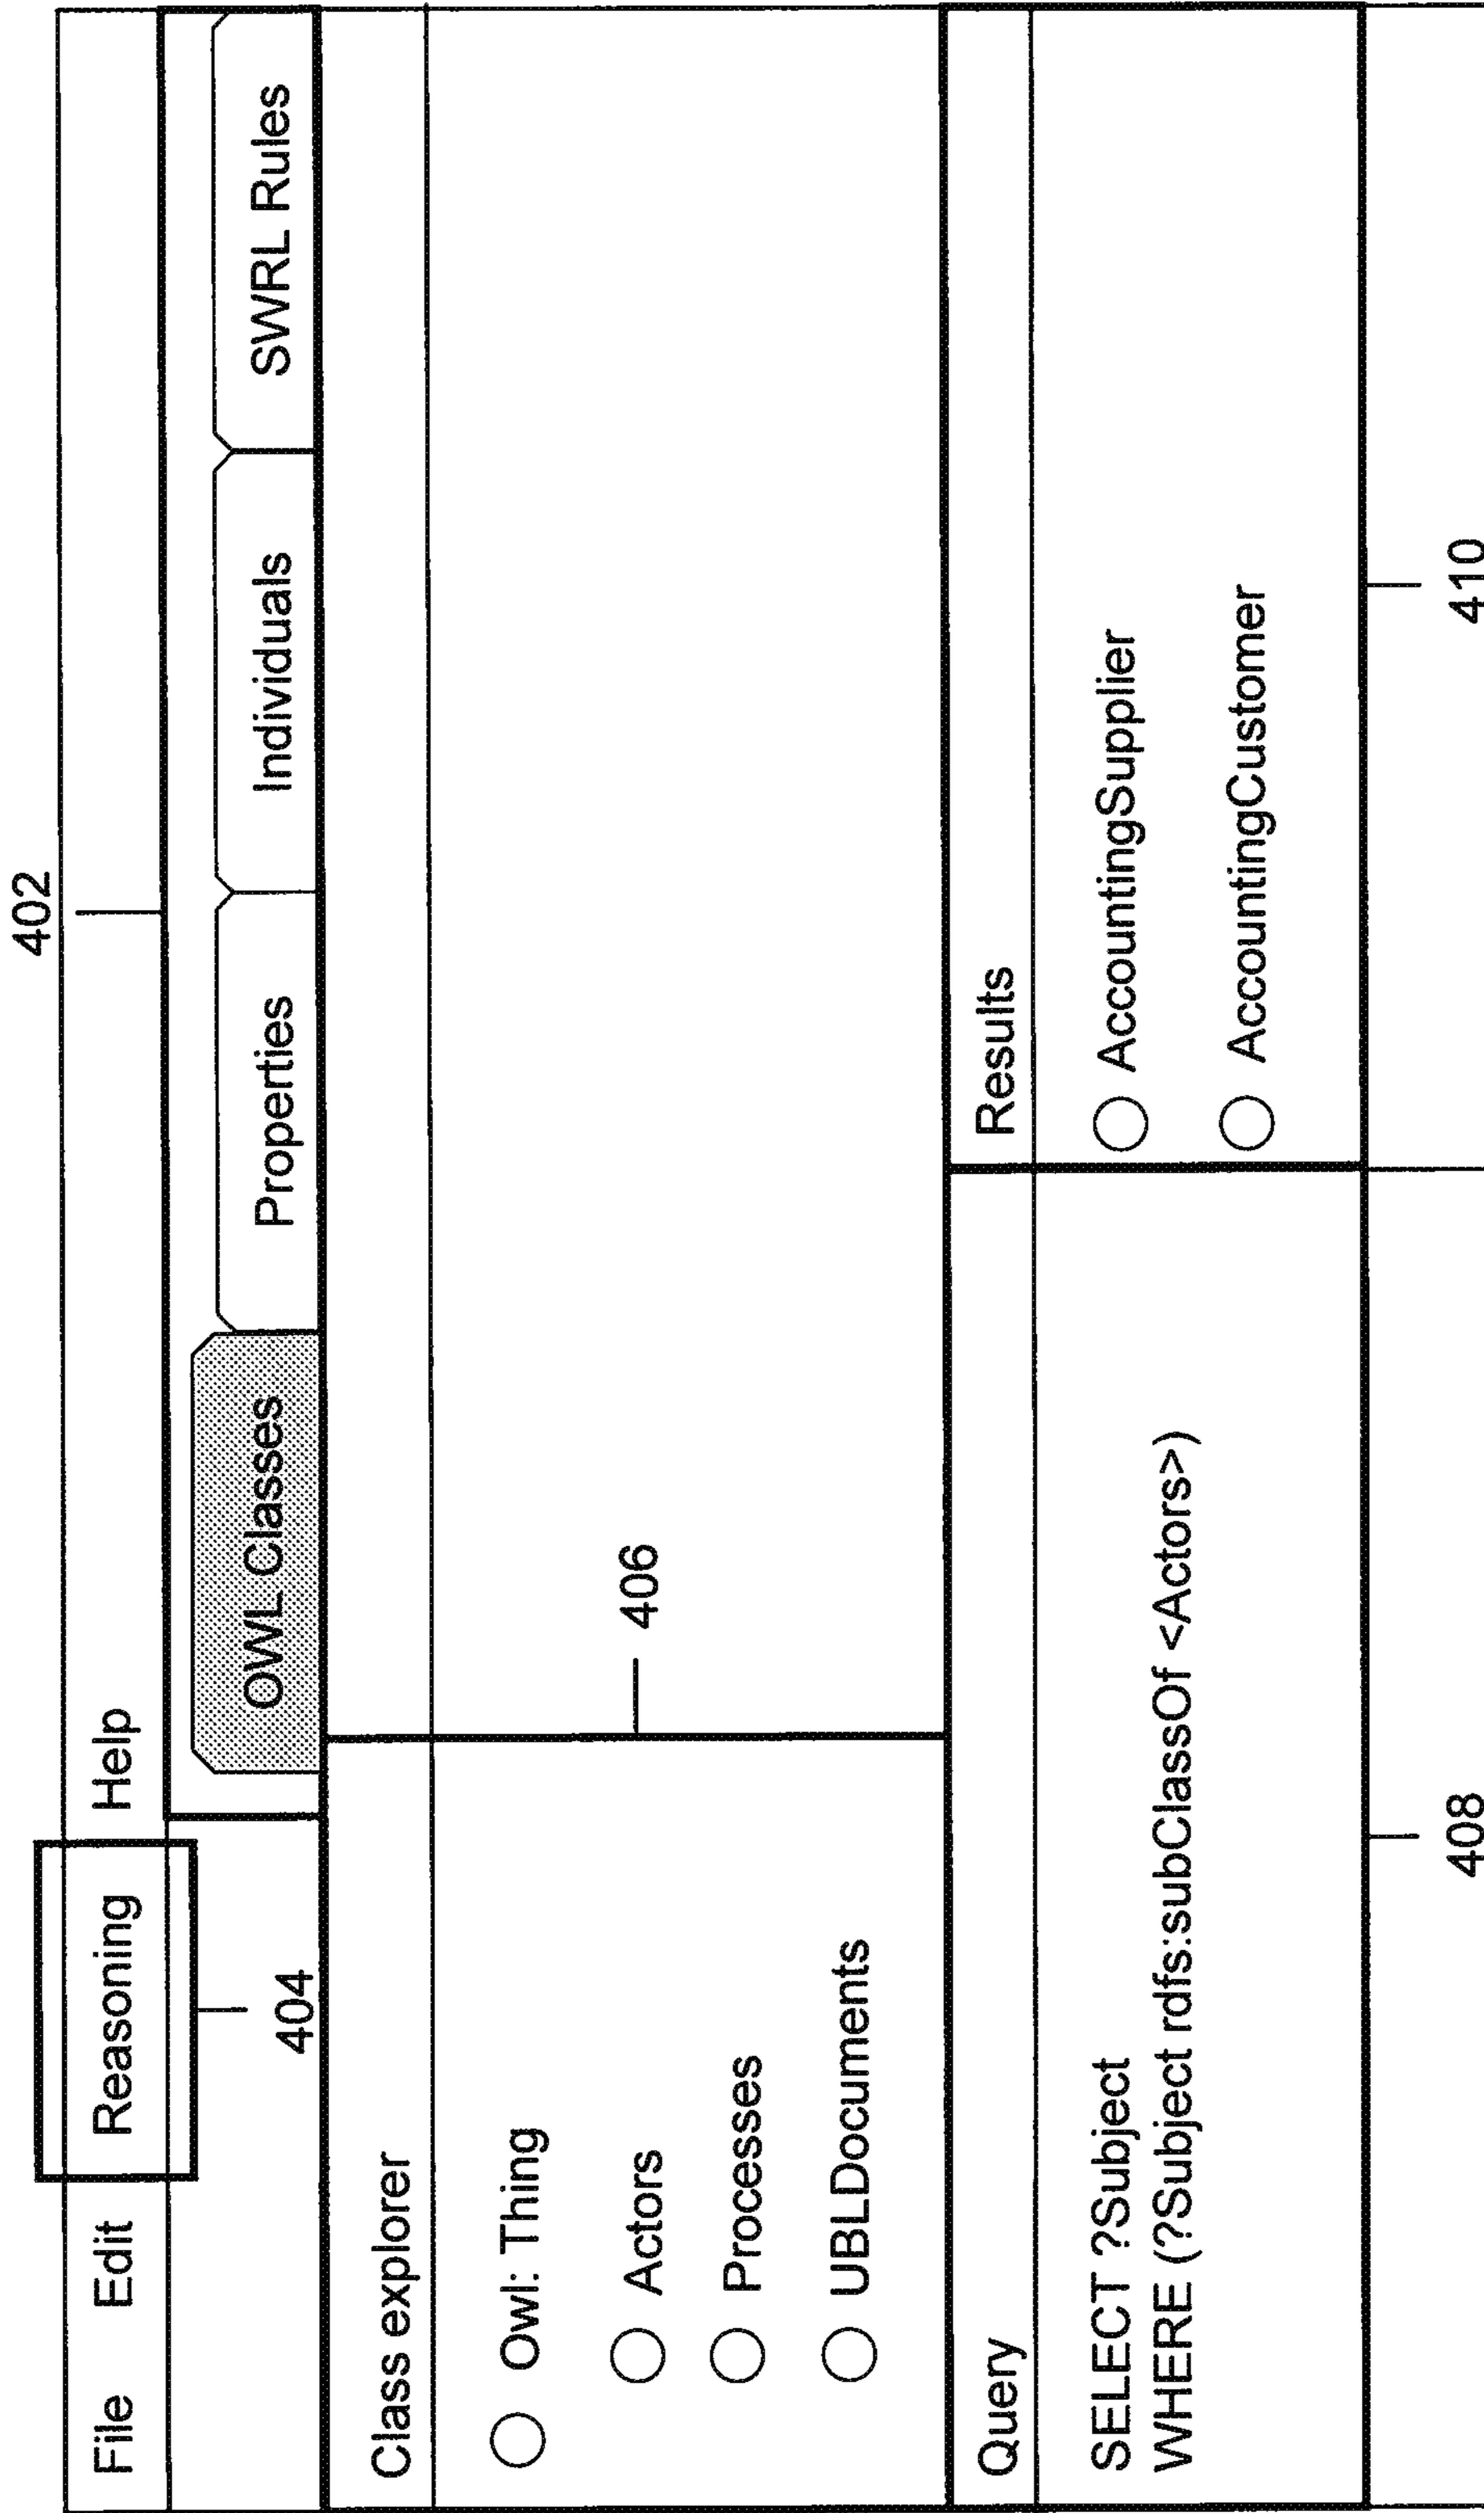 402
File Edit Reasoning Help
OWL Classes Properties Individuals SWRL Rules
404
Class explorer
Owl: Thing
Actors
406
Processes
UBLDocuments
Query
SELECT ?Subject
WHERE (?Subject rdfs:subClassOf <Actors>)
Results
AccountingSupplier
AccountingCustomer
408
410